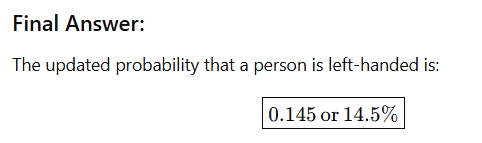 Final Answer:
The updated probability that a person is left-handed is:
0.145 or 14.5%